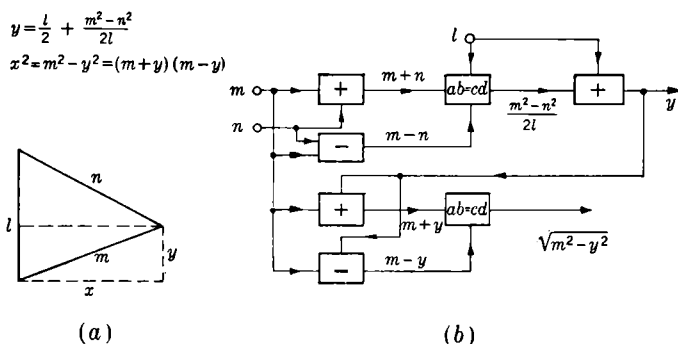 y = l/2 + (m² − n²)/2l
x² = m² − y² = (m + y)(m − y)
l
n
m
y
x
(a)
l
m
+
m + n
ab=cd
(m² − n²)/2l
+
y
n
−
m − n
+
m + y
ab=cd
√(m² − y²)
−
m − y
(b)